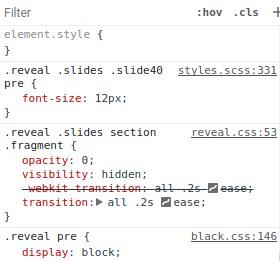 Filter :hov .cls
element.style {
}
.reveal .slides .slide40 styles.scss:331
pre {
font-size: 12px;
}
.reveal .slides section reveal.css:53
.fragment {
opacity: 0;
visibility: hidden;
-webkit-transition: all .2s ease;
transition: all .2s ease;
}
.reveal pre { black.css:146
display: block;